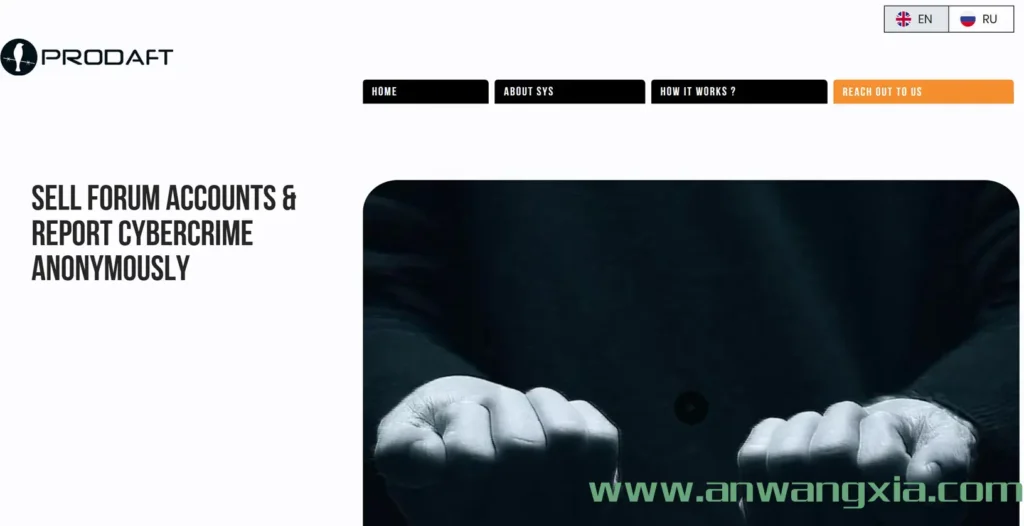 EN RU
PRODAFT
HOME ABOUT SYS HOW IT WORKS ? REACH OUT TO US
SELL FORUM ACCOUNTS &
REPORT CYBERCRIME
ANONYMOUSLY
www.anwangxia.com